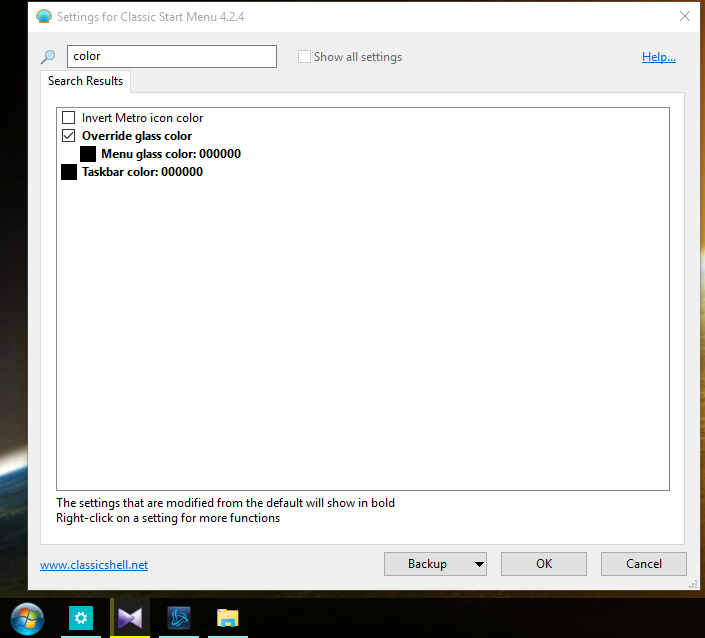 Settings for Classic Start Menu 4.2.4
color
Show all settings
Help...
Search Results
Invert Metro icon color
Override glass color
Menu glass color: 000000
Taskbar color: 000000
The settings that are modified from the default will show in bold
Right-click on a setting for more functions
www.classicshell.net
Backup
OK
Cancel